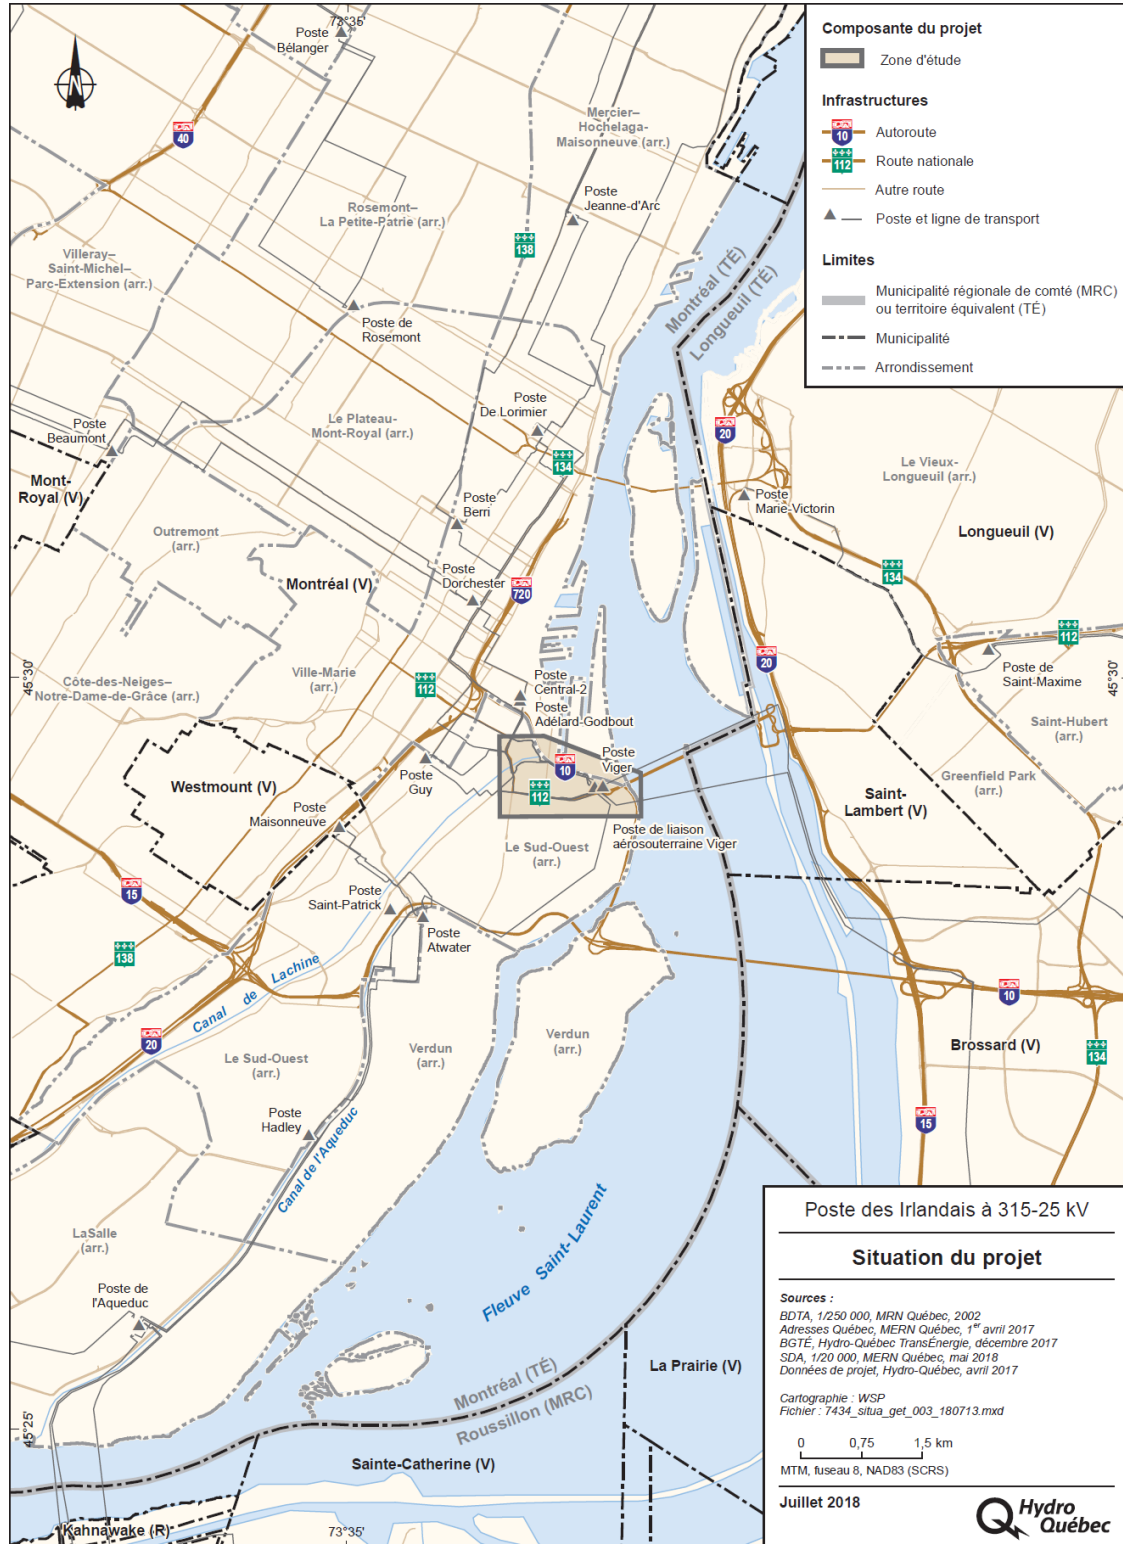 73°35'
Poste
Bélanger
40
Mercier–
Hochelaga-
Maisonneuve (arr.)
Poste
Jeanne-d'Arc
Rosemont–
La Petite-Patrie (arr.)
138
Villeray–
Saint-Michel–
Parc-Extension (arr.)
Poste de
Rosemont
Montréal (TÉ)
Longueuil (TÉ)
Composante du projet
Zone d'étude
Infrastructures
10
Autoroute
112
Route nationale
Autre route
Poste et ligne de transport
Limites
Municipalité régionale de comté (MRC)
ou territoire équivalent (TÉ)
Municipalité
Arrondissement
Poste
De Lorimier
Le Plateau-
Mont-Royal (arr.)
Poste
Beaumont
Mont-
Royal (V)
134
20
Le Vieux-
Longueuil (arr.)
Poste
Marie-Victorin
Longueuil (V)
Poste
Berri
Outremont
(arr.)
Montréal (V)
Poste
Dorchester
720
134
112
Poste de
Saint-Maxime
20
45°30'
Côte-des-Neiges–
Notre-Dame-de-Grâce (arr.)
Ville-Marie
(arr.)
112
Poste
Central-2
Poste
Adélard-Godbout
45°30'
Saint-Hubert
(arr.)
Greenfield Park
(arr.)
Saint-
Lambert (V)
Westmount (V)
Poste
Guy
10
112
Poste
Viger
Poste de liaison
aérosouterraine Viger
Poste
Maisonneuve
Le Sud-Ouest
(arr.)
15
Poste
Saint-Patrick
Poste
Atwater
138
Canal de Lachine
20
Le Sud-Ouest
(arr.)
Verdun
(arr.)
Verdun
(arr.)
10
Brossard (V)
134
15
Poste
Hadley
Canal de l'Aqueduc
LaSalle
(arr.)
Poste de
l'Aqueduc
Fleuve Saint-Laurent
La Prairie (V)
Montréal (TÉ)
Roussillon (MRC)
45°25'
Sainte-Catherine (V)
Kahnawake (R)
73°35'
Poste des Irlandais à 315-25 kV
Situation du projet
Sources :
BDTA, 1/250 000, MRN Québec, 2002
Adresses Québec, MERN Québec, 1er avril 2017
BGTÉ, Hydro-Québec TransÉnergie, décembre 2017
SDA, 1/20 000, MERN Québec, mai 2018
Données de projet, Hydro-Québec, avril 2017
Cartographie : WSP
Fichier : 7434_situa_get_003_180713.mxd
0 0,75 1,5 km
MTM, fuseau 8, NAD83 (SCRS)
Juillet 2018
Hydro
Québec